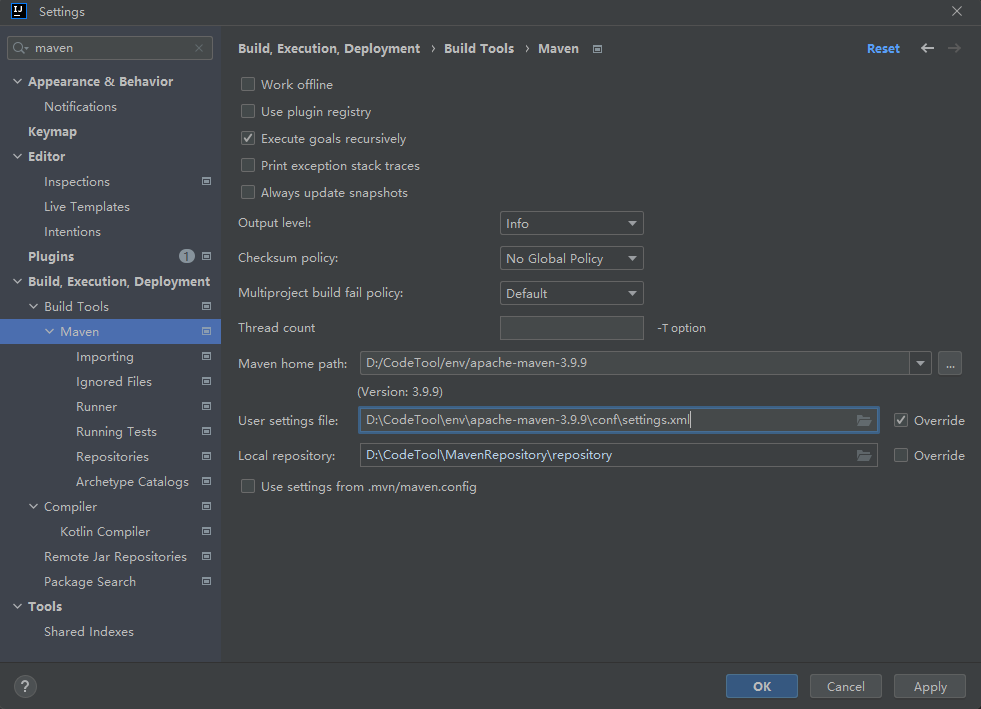 IJ
Settings
maven
Appearance & Behavior
Notifications
Keymap
Editor
Inspections
Live Templates
Intentions
Plugins 1
Build, Execution, Deployment
Build Tools
Maven
Importing
Ignored Files
Runner
Running Tests
Repositories
Archetype Catalogs
Compiler
Kotlin Compiler
Remote Jar Repositories
Package Search
Tools
Shared Indexes
Build, Execution, Deployment › Build Tools › Maven Reset
Work offline
Use plugin registry
Execute goals recursively
Print exception stack traces
Always update snapshots
Output level: Info
Checksum policy: No Global Policy
Multiproject build fail policy: Default
Thread count -T option
Maven home path: D:/CodeTool/env/apache-maven-3.9.9 ...
(Version: 3.9.9)
User settings file: D:\CodeTool\env\apache-maven-3.9.9\conf\settings.xml Override
Local repository: D:\CodeTool\MavenRepository\repository Override
Use settings from .mvn/maven.config
? OK Cancel Apply